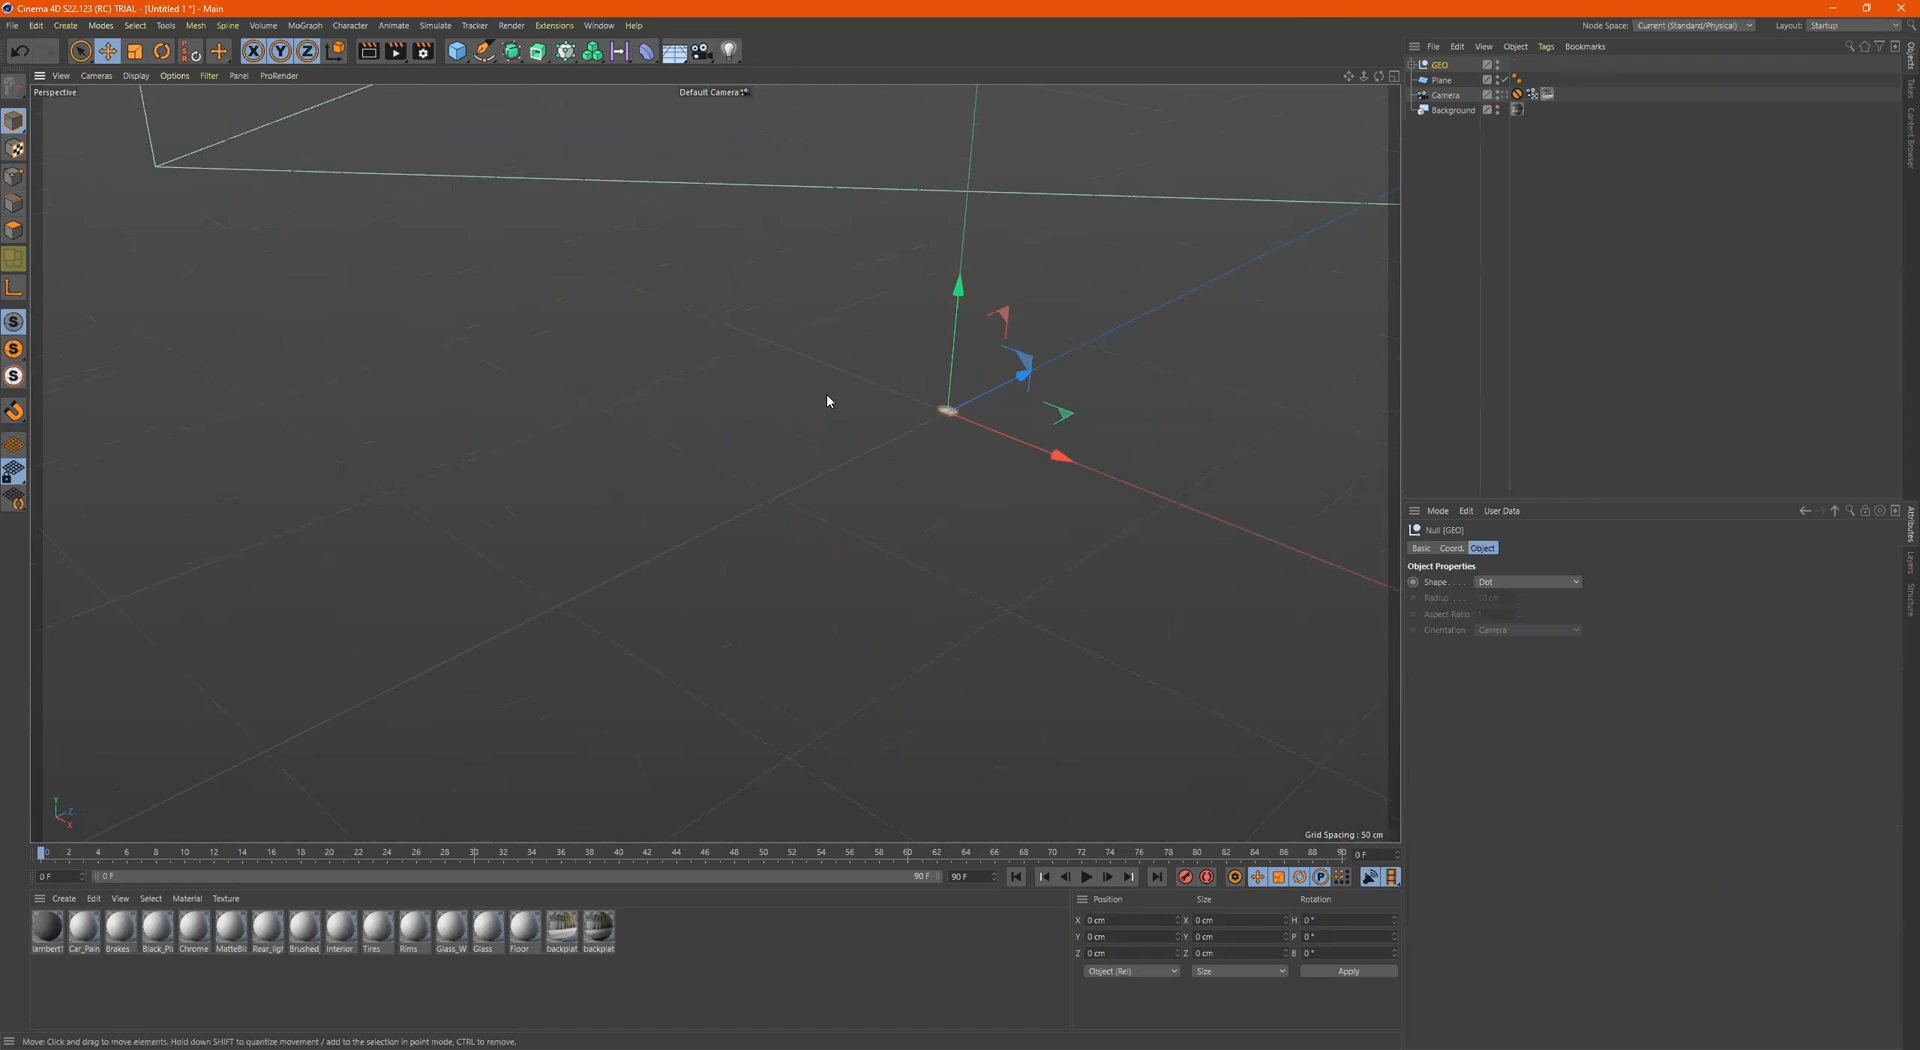 Cinema 4D S22.123 (RC) TRIAL - [Untitled 1 *] - Main
File Edit Create Modes Select Tools Mesh Spline Volume MoGraph Character Animate Simulate Tracker Render Extensions Window Help
Node Space: Current (Standard/Physical) Layout: Startup
View Cameras Display Options Filter Panel ProRender
Perspective
Default Camera
File Edit View Object Tags Bookmarks
GEO
Plane
Camera
Background
Objects
Takes
Content Browser
Mode Edit User Data
Null [GEO]
Basic Coord. Object
Object Properties
Shape.... Dot
Radius ...
Aspect Ratio
Orientation Camera
Attributes
Layers
Structure
Y
Z
X
Grid Spacing : 50 cm
0 2 4 6 8 10 12 14 16 18 20 22 24 26 28 30 32 34 36 38 40 42 44 46 48 50 52 54 56 58 60 62 64 66 68 70 72 74 76 78 80 82 84 86 88 90 0 F
0 F 0 F 90 F 90 F
Create Edit View Select Material Texture
lambert1 Car_Pain Brakes Black_Pl Chrome MatteBla Rear_lig Brushed_ Interior Tires Rims Glass_W Glass Floor backplat backplat
Position Size Rotation
X 0 cm X 0 cm H 0 °
Y 0 cm Y 0 cm P 0 °
Z 0 cm Z 0 cm B 0 °
Object (Rel) Size Apply
Move: Click and drag to move elements. Hold down SHIFT to quantize movement / add to the selection in point mode, CTRL to remove.